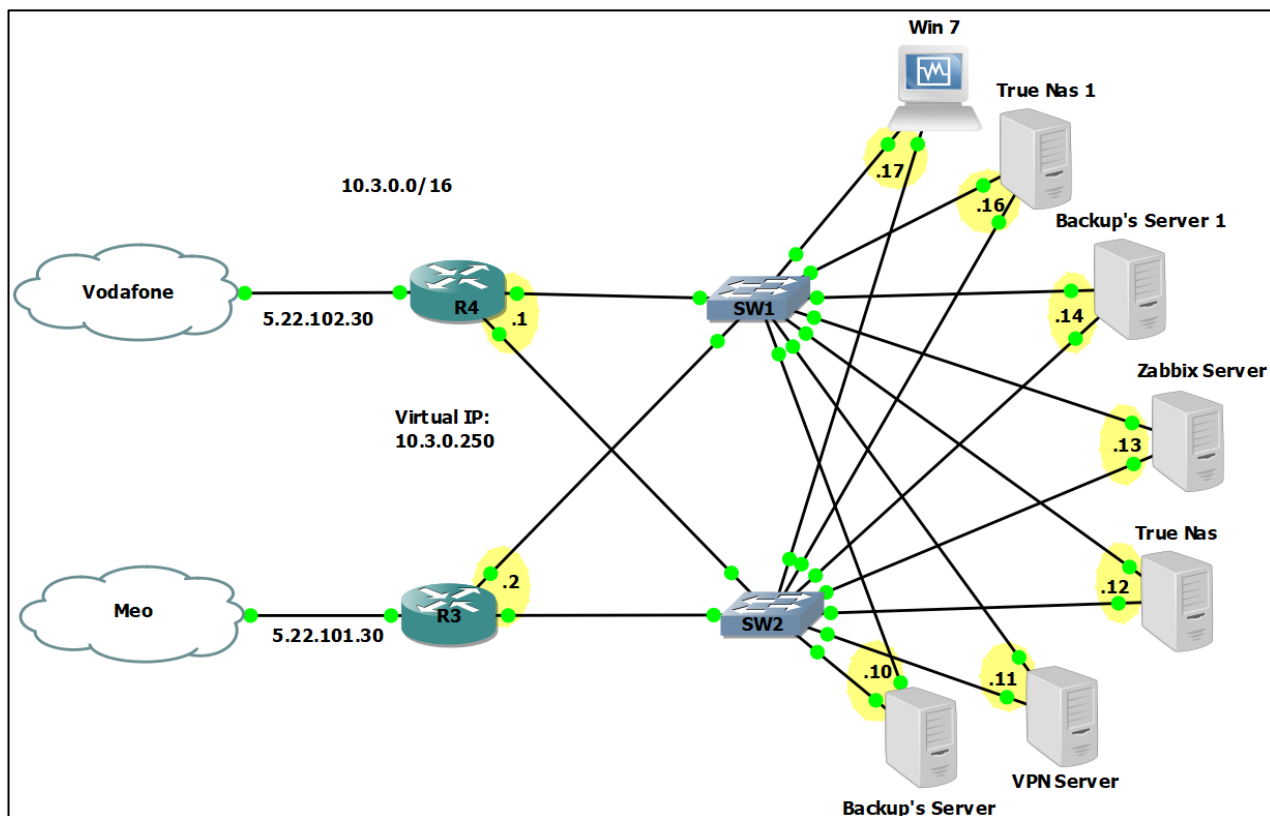 Win 7
True Nas 1
.17
10.3.0.0/16
.16
Backup's Server 1
Vodafone
R4
.1
SW1
.14
5.22.102.30
Zabbix Server
Virtual IP:
10.3.0.250
.13
True Nas
.2
.12
Meo
R3
SW2
5.22.101.30
.10
.11
VPN Server
Backup's Server